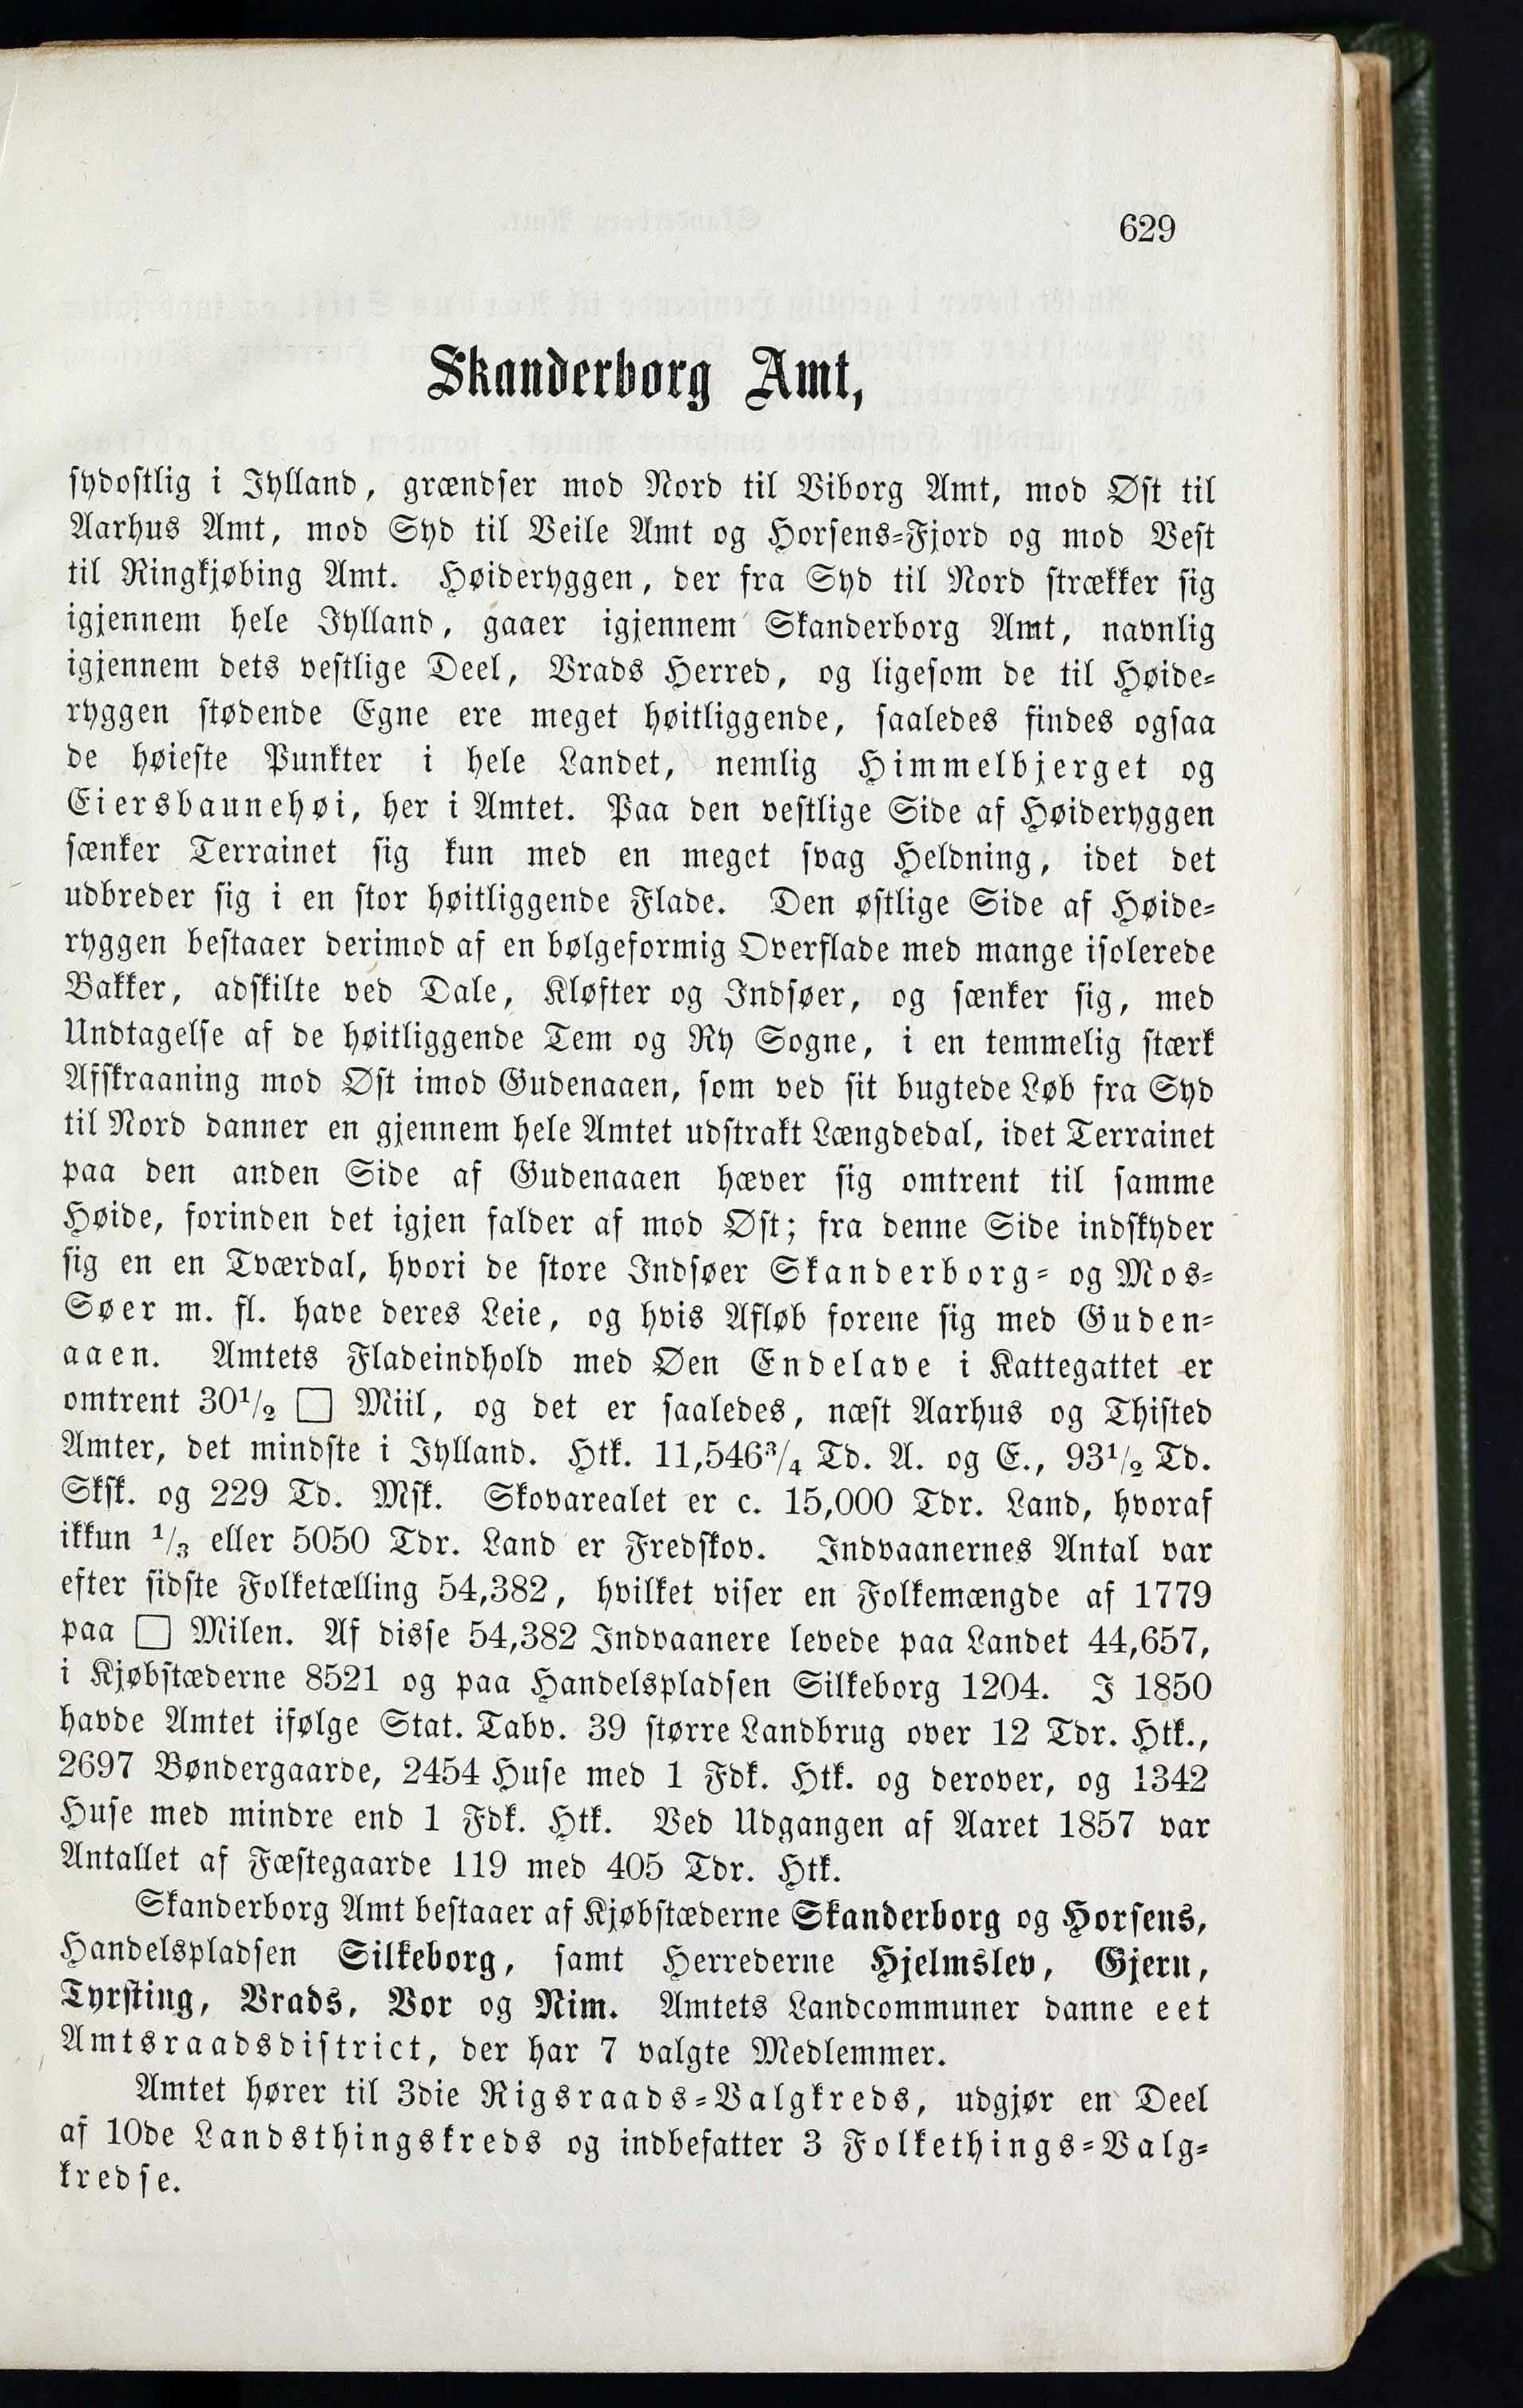 629
Skanderborg Amt,
sydostlig i Jylland, grændser mod Nord til Viborg Amt, mod Øst til
Aarhus Amt, mod Syd til Veile Amt og Horsens-Fjord og mod Vest
til Ringkjøbing Amt. Høideryggen, der fra Syd til Nord strækker sig
igjennem hele Jylland, gaaer igjennem Skanderborg Amt, navnlig
igjennem dets vestlige Deel, Vrads Herred, og ligesom de til Høide-
ryggen stødende Egne ere meget høitliggende, saaledes findes ogsaa
de høieste Punkter i hele Landet, nemlig Himmelbjerget og
Eiersbaunehøi, her i Amtet. Paa den vestlige Side af Høideryggen
sænker Terrainet sig kun med en meget svag Heldning, idet det
udbreder sig i en stor høitliggende Flade. Den østlige Side af Høide-
ryggen bestaaer derimod af en bølgeformig Overflade med mange isolerede
Bakker, adskilte ved Dale, Kløfter og Indsøer, og sænker sig, med
Undtagelse af de høitliggende Tem og Ry Sogne, i en temmelig stærk
Afskraaning mod Øst imod Gudenaaen, som ved sit bugtede Løb fra Syd
til Nord danner en gjennem hele Amtet udstrakt Længdedal, idet Terrainet
paa den anden Side af Gudenaaen hæver sig omtrent til samme
Høide, forinden det igjen falder af mod Øst; fra denne Side indskyder
sig en en Tværdal, hvori de store Indsøer Skanderborg- og Mos-
Søer m. fl. have deres Leie, og hvis Afløb forene sig med Guden-
aaen. Amtets Fladeindhold med Øen Endelave i Kattegattet er
omtrent 30 1/2 □ Miil, og det er saaledes, næst Aarhus og Thisted
Amter, det mindste i Jylland. Htk. 11,546 3/4 Td. A. og E., 93 1/2 Td.
Sksk. og 229 Td. Msk. Skovarealet er c. 15,000 Tdr. Land, hvoraf
ikkun 1/3 eller 5050 Tdr. Land er Fredskov. Indvaanernes Antal var
efter sidste Folketælling 54,382, hvilket viser en Folkemængde af 1779
paa □ Milen. Af disse 54,382 Indvaanere levede paa Landet 44,657,
i Kjøbstæderne 8521 og paa Handelspladsen Silkeborg 1204. I 1850
havde Amtet ifølge Stat. Tabv. 39 større Landbrug over 12 Tdr. Htk.,
2697 Bøndergaarde, 2454 Huse med 1 Fdk. Htk. og derover, og 1342
Huse med mindre end 1 Fdk. Htk. Ved Udgangen af Aaret 1857 var
Antallet af Fæstegaarde 119 med 405 Tdr. Htk.
Skanderborg Amt bestaaer af Kjøbstæderne Skanderborg og Horsens,
Handelspladsen Silkeborg, samt Herrederne Hjelmslev, Gjern,
Tyrsting, Vrads, Vor og Nim. Amtets Landcommuner danne eet
Amtsraadsdistrict, der har 7 valgte Medlemmer.
Amtet hører til 3die Rigsraads-Valgkreds, udgjør en Deel
af 10de Landsthingskreds og indbefatter 3 Folkethings-Valg-
kredse.